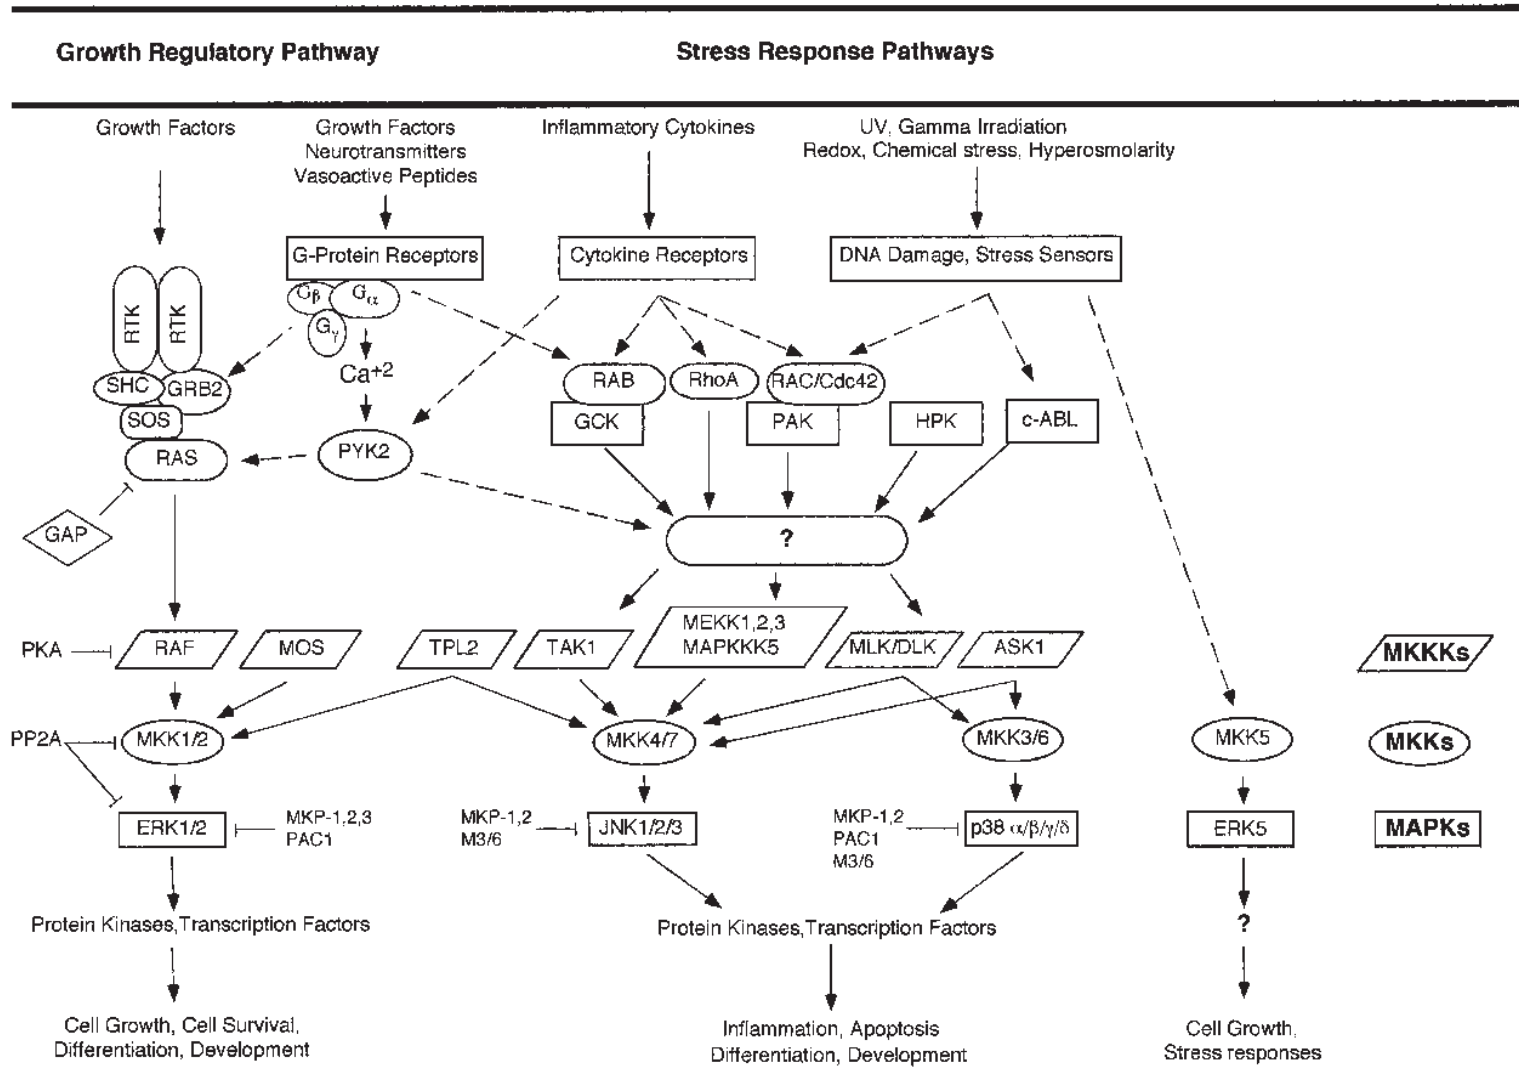 Growth Regulatory Pathway
Stress Response Pathways
Growth Factors
Growth Factors
Neurotransmitters
Vasoactive Peptides
Inflammatory Cytokines
UV, Gamma Irradiation
Redox, Chemical stress, Hyperosmolarity
G-Protein Receptors
Cytokine Receptors
DNA Damage, Stress Sensors
RTK
RTK
Gβ
Gα
Gγ
Ca+2
SHC
GRB2
SOS
RAS
PYK2
RAB
RhoA
RAC/Cdc42
GCK
PAK
HPK
c-ABL
GAP
?
PKA
RAF
MOS
TPL2
TAK1
MEKK1,2,3
MAPKKK5
MLK/DLK
ASK1
MKKKs
PP2A
MKK1/2
MKK4/7
MKK3/6
MKK5
MKKs
ERK1/2
MKP-1,2,3
PAC1
MKP-1,2
M3/6
JNK1/2/3
MKP-1,2
PAC1
M3/6
p38 α/β/γ/δ
ERK5
MAPKs
Protein Kinases,Transcription Factors
Protein Kinases,Transcription Factors
?
Cell Growth, Cell Survival,
Differentiation, Development
Inflammation, Apoptosis
Differentiation, Development
Cell Growth,
Stress responses